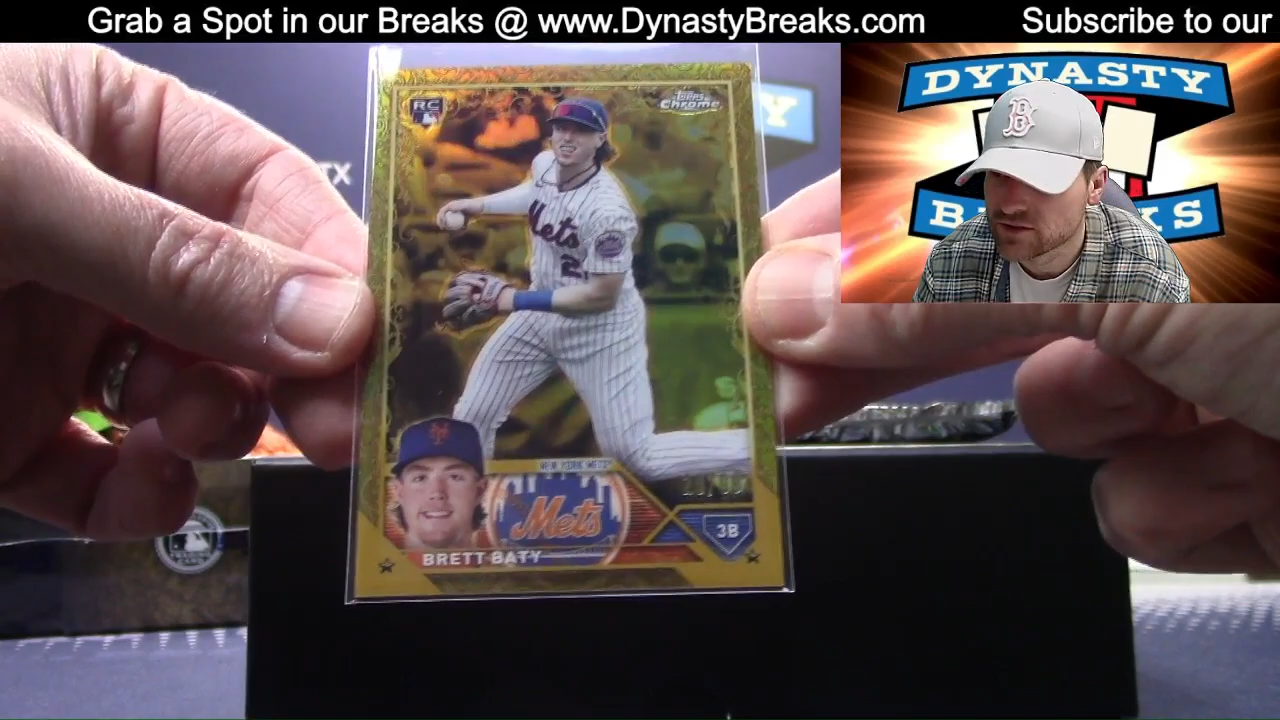 Grab a Spot in our Breaks @ www.DynastyBreaks.com Subscribe to our
DYNASTY
RC
Topps
Chrome
B
Mets
2
NEW YORK METS
Mets
3B
BRETT BATY